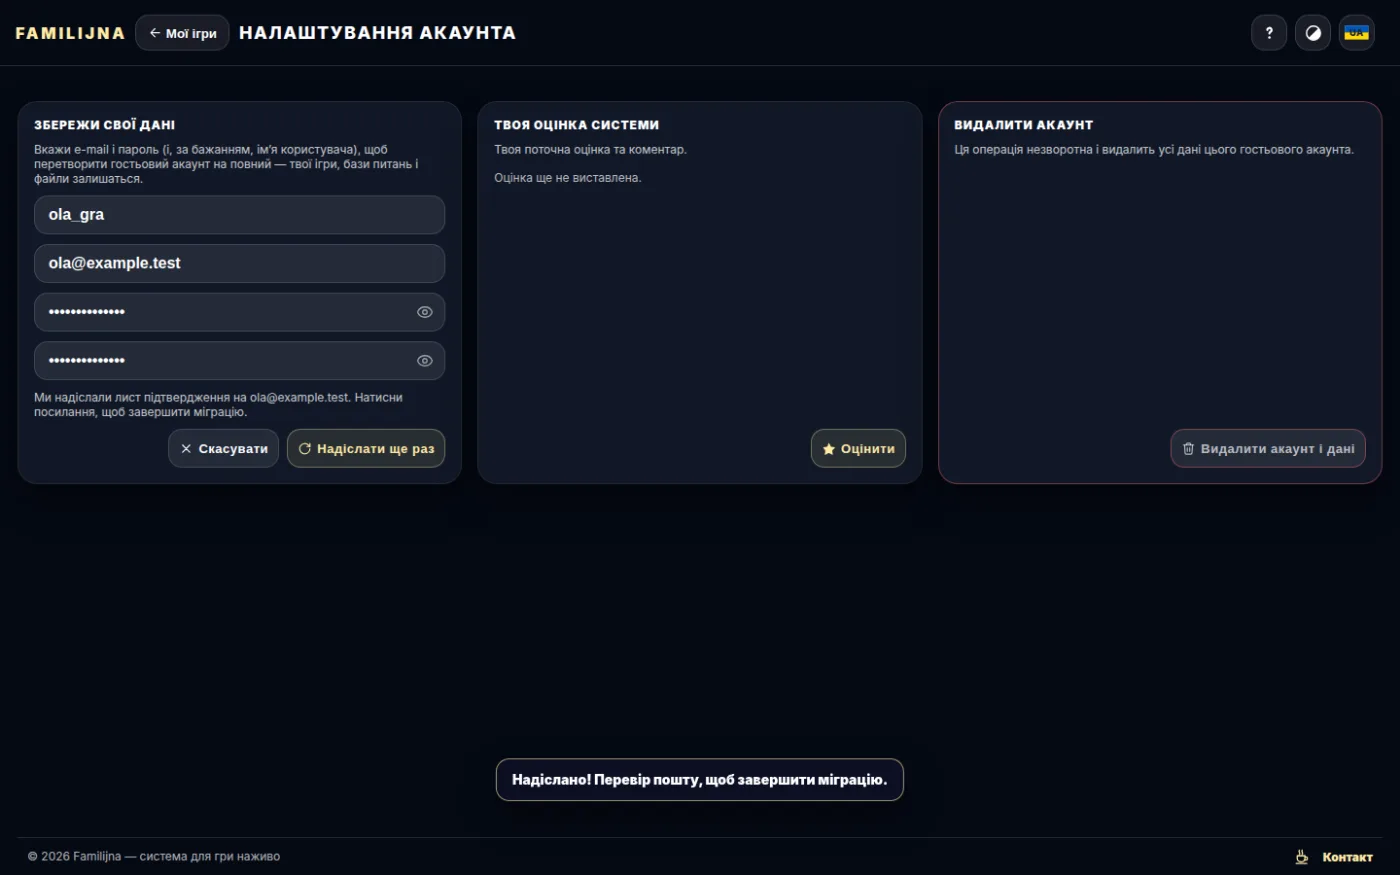 FAMILIJNA
← Мої ігри
НАЛАШТУВАННЯ АКАУНТА
?
UA
ЗБЕРЕЖИ СВОЇ ДАНІ
Вкажи e-mail і пароль (і, за бажанням, ім'я користувача), щоб
перетворити гостьовий акаунт на повний — твої ігри, бази питань і
файли залишаться.
ola_gra
ola@example.test
••••••••••••••
••••••••••••••
Ми надіслали лист підтвердження на ola@example.test. Натисни
посилання, щоб завершити міграцію.
Скасувати
Надіслати ще раз
ТВОЯ ОЦІНКА СИСТЕМИ
Твоя поточна оцінка та коментар.
Оцінка ще не виставлена.
Оцінити
ВИДАЛИТИ АКАУНТ
Ця операція незворотна і видалить усі дані цього гостьового акаунта.
Видалити акаунт і дані
Надіслано! Перевір пошту, щоб завершити міграцію.
© 2026 Familijna — система для гри наживо
Контакт